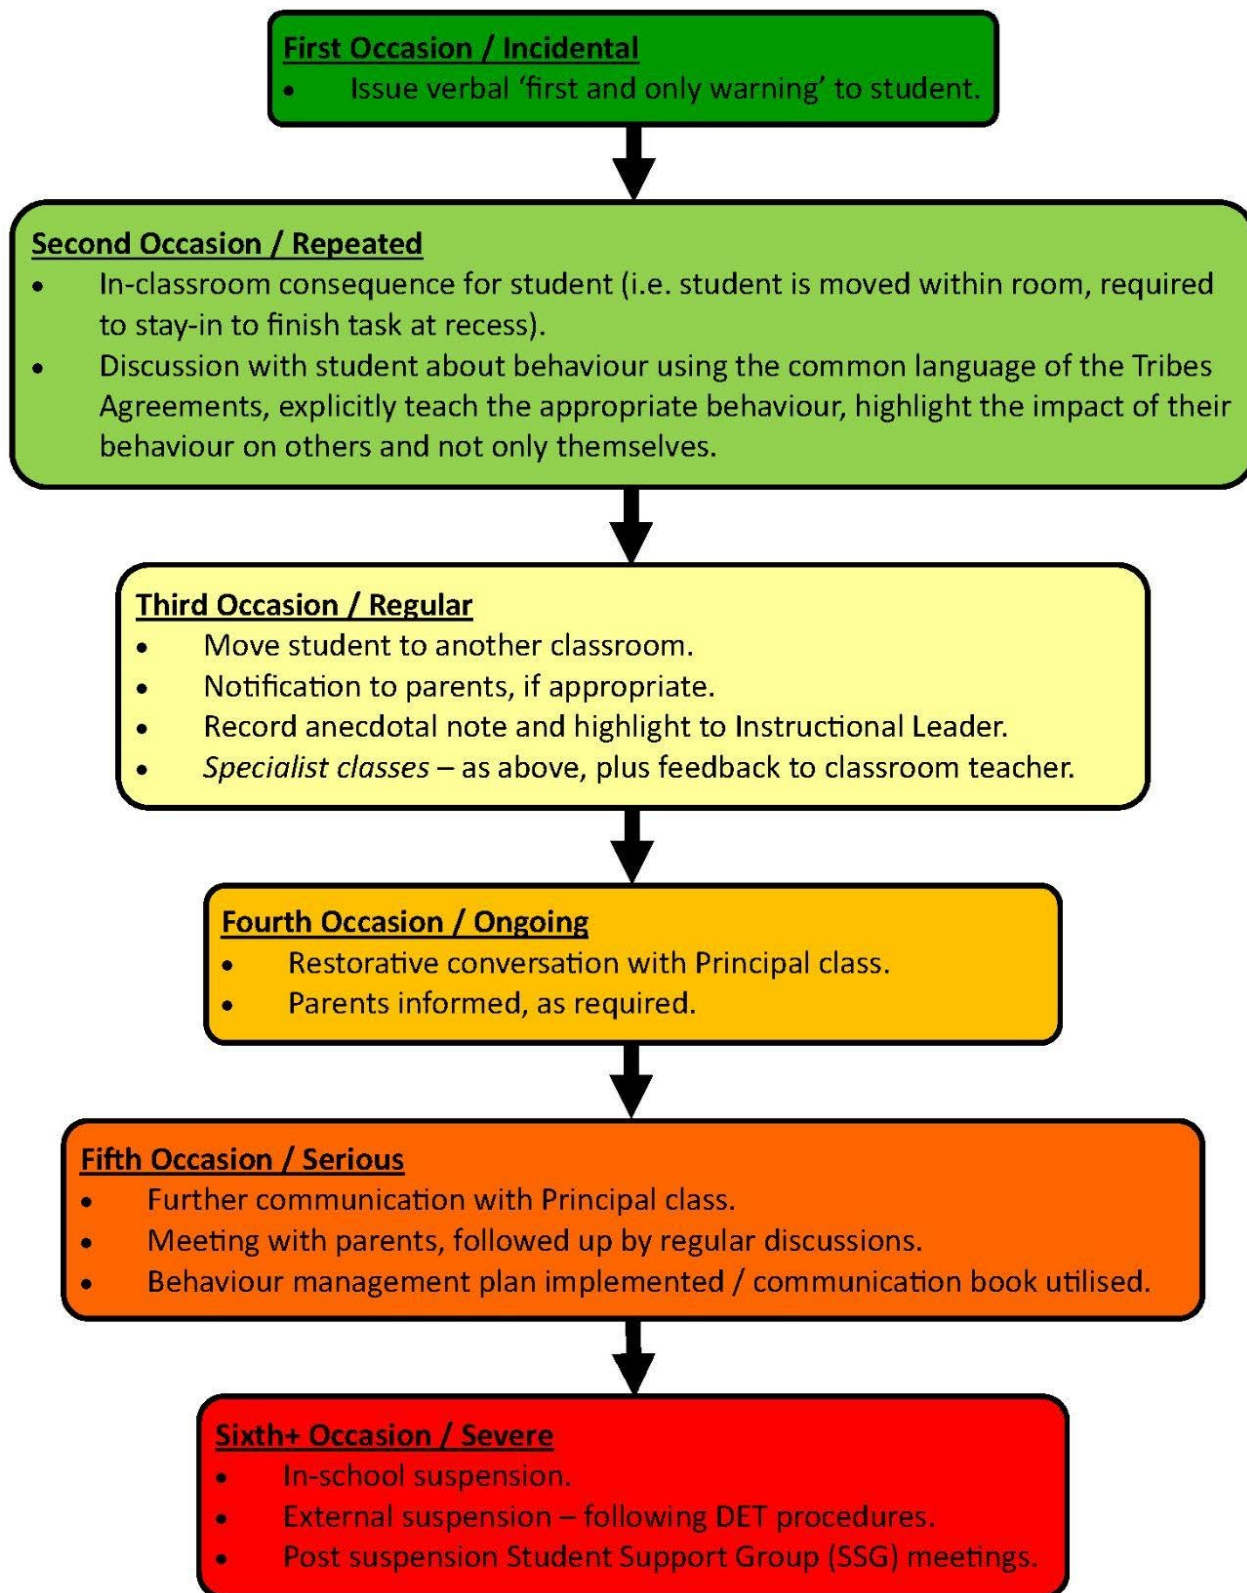 First Occasion / Incidental
• Issue verbal ‘first and only warning’ to student.
Second Occasion / Repeated
• In-classroom consequence for student (i.e. student is moved within room, required
to stay-in to finish task at recess).
• Discussion with student about behaviour using the common language of the Tribes
Agreements, explicitly teach the appropriate behaviour, highlight the impact of their
behaviour on others and not only themselves.
Third Occasion / Regular
• Move student to another classroom.
• Notification to parents, if appropriate.
• Record anecdotal note and highlight to Instructional Leader.
• Specialist classes – as above, plus feedback to classroom teacher.
Fourth Occasion / Ongoing
• Restorative conversation with Principal class.
• Parents informed, as required.
Fifth Occasion / Serious
• Further communication with Principal class.
• Meeting with parents, followed up by regular discussions.
• Behaviour management plan implemented / communication book utilised.
Sixth+ Occasion / Severe
• In-school suspension.
• External suspension – following DET procedures.
• Post suspension Student Support Group (SSG) meetings.